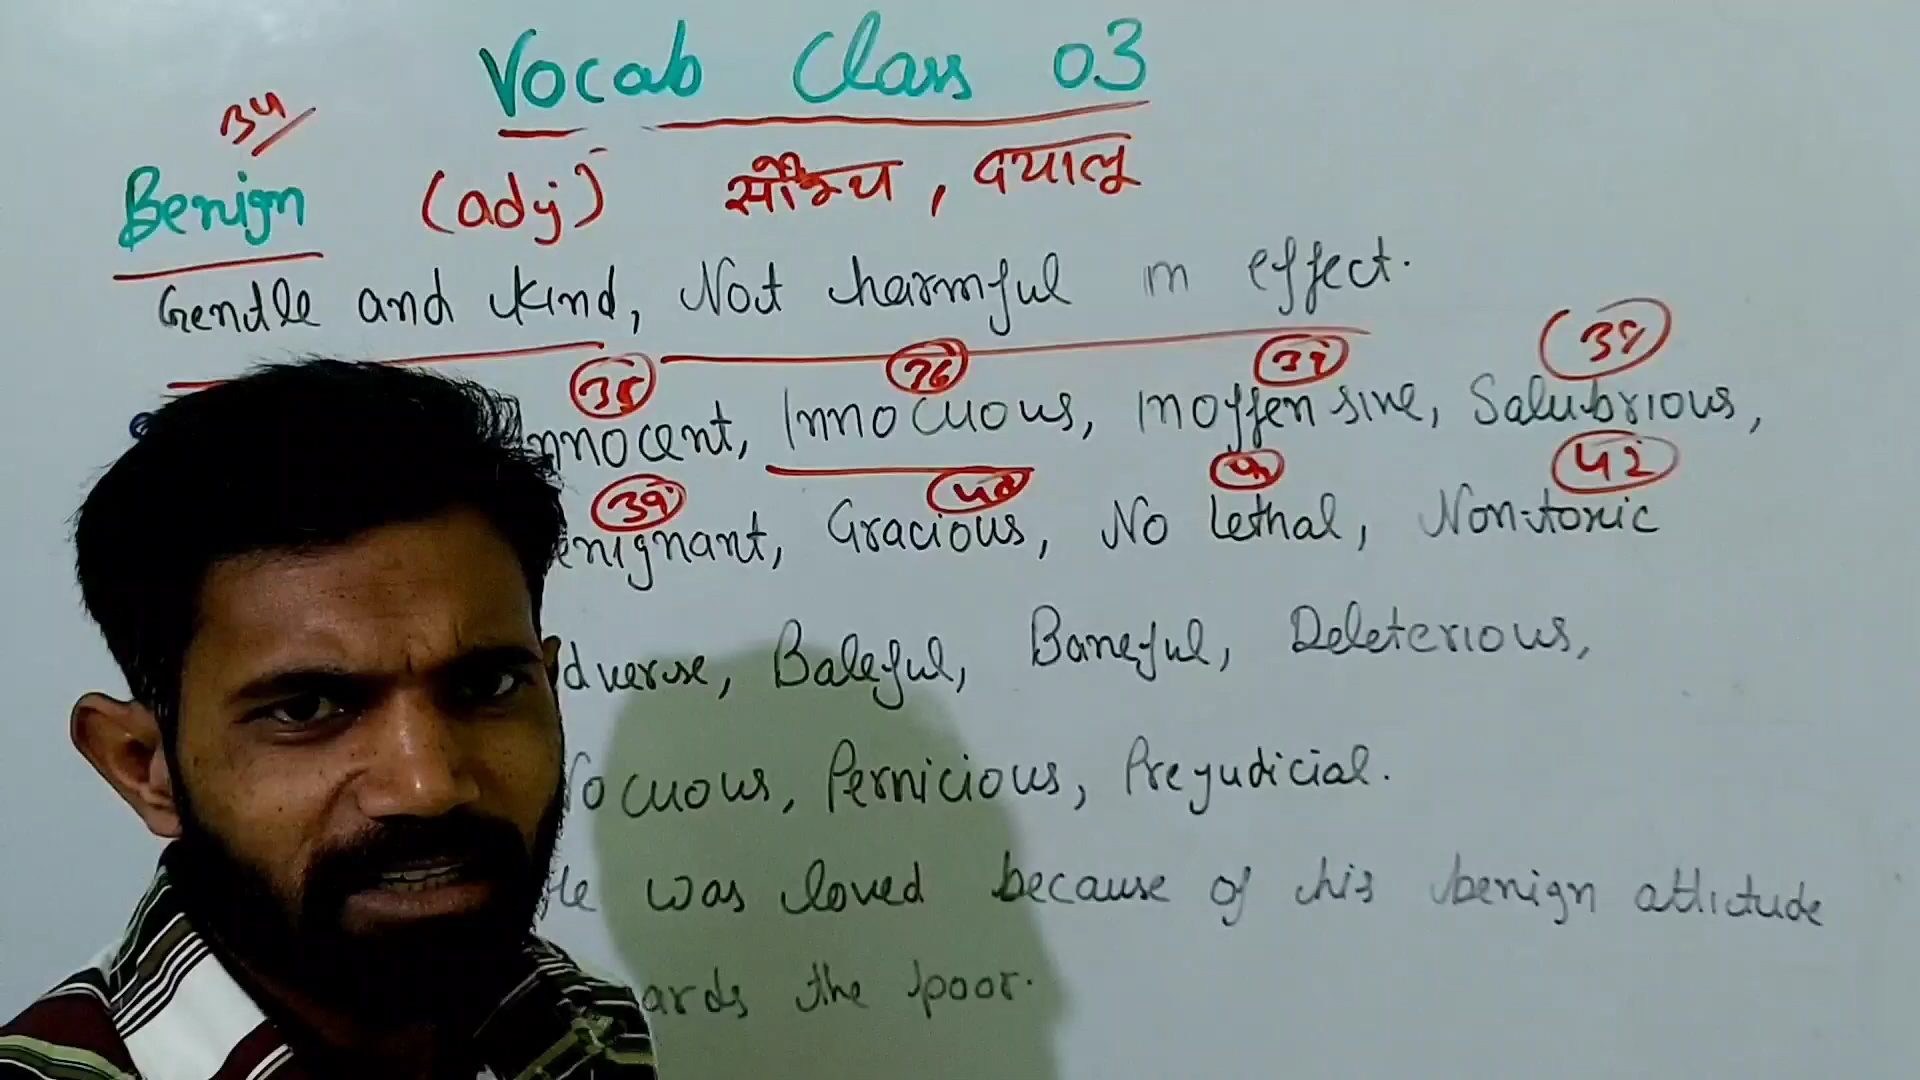 Vocab Class 03
34
Benign (adj) सौम्य, दयालू
Gentle and kind, Not harmful in effect.
35 36 37 38
nnocent, Innocuous, Inoffensive, Salubrious,
39 40 41 42
enignant, Gracious, No lethal, Non-toxic
dverse, Baleful, Baneful, Deleterious,
ocuous, Pernicious, Prejudicial.
He was loved because of his benign attitude
ards the poor.